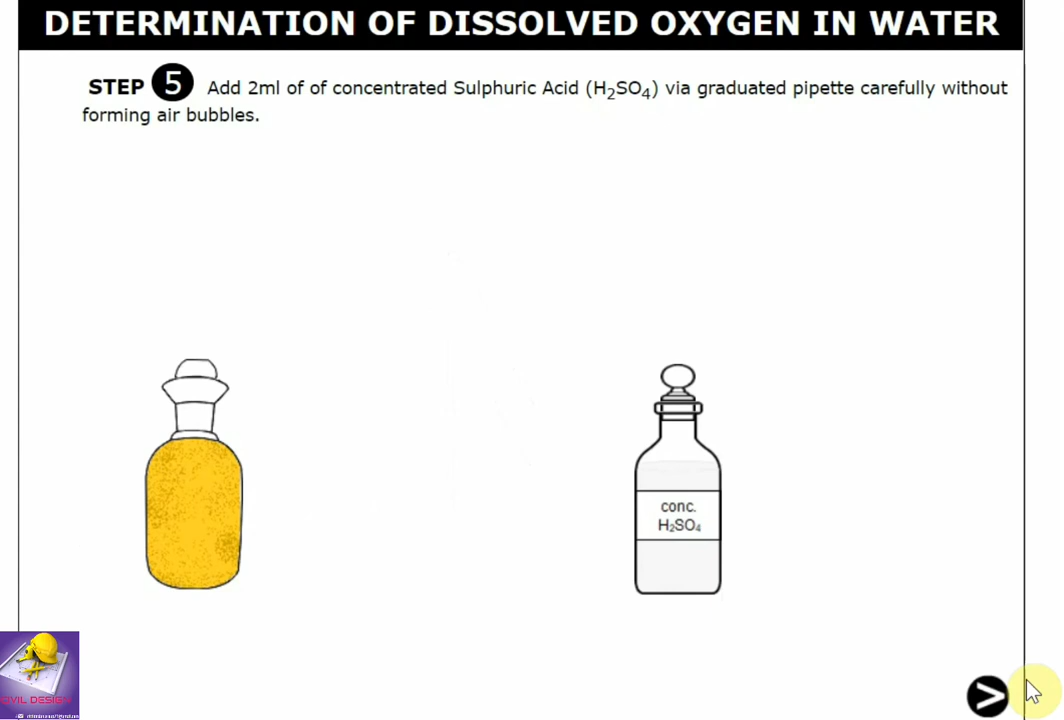 DETERMINATION OF DISSOLVED OXYGEN IN WATER
STEP 5 Add 2ml of of concentrated Sulphuric Acid (H₂SO₄) via graduated pipette carefully without
forming air bubbles.
conc.
H₂SO₄
CIVIL DESIGN
>